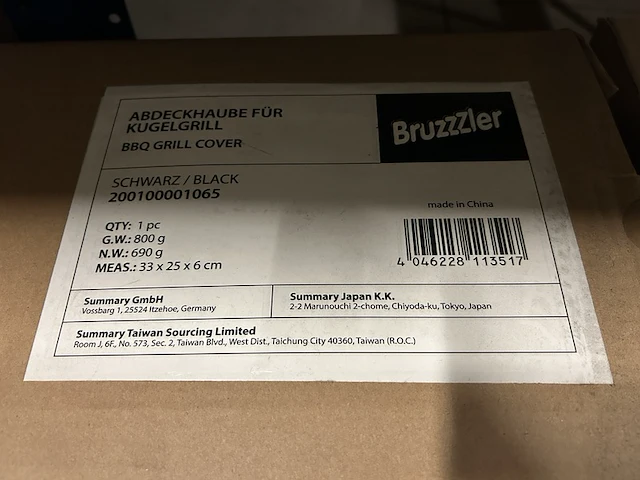 ABDECKHAUBE FÜR
KUGELGRILL
BBQ GRILL COVER
BruzzZler
SCHWARZ / BLACK
200100001065
made in China
QTY: 1 pc
G.W.: 800 g
N.W.: 690 g
MEAS.: 33 x 25 x 6 cm
4 046228 113517
Summary GmbH
Vossbarg 1, 25524 Itzehoe, Germany
Summary Japan K.K.
2-2 Marunouchi 2-chome, Chiyoda-ku, Tokyo, Japan
Summary Taiwan Sourcing Limited
Room J, 6F., No. 573, Sec. 2, Taiwan Blvd., West Dist., Taichung City 40360, Taiwan (R.O.C.)